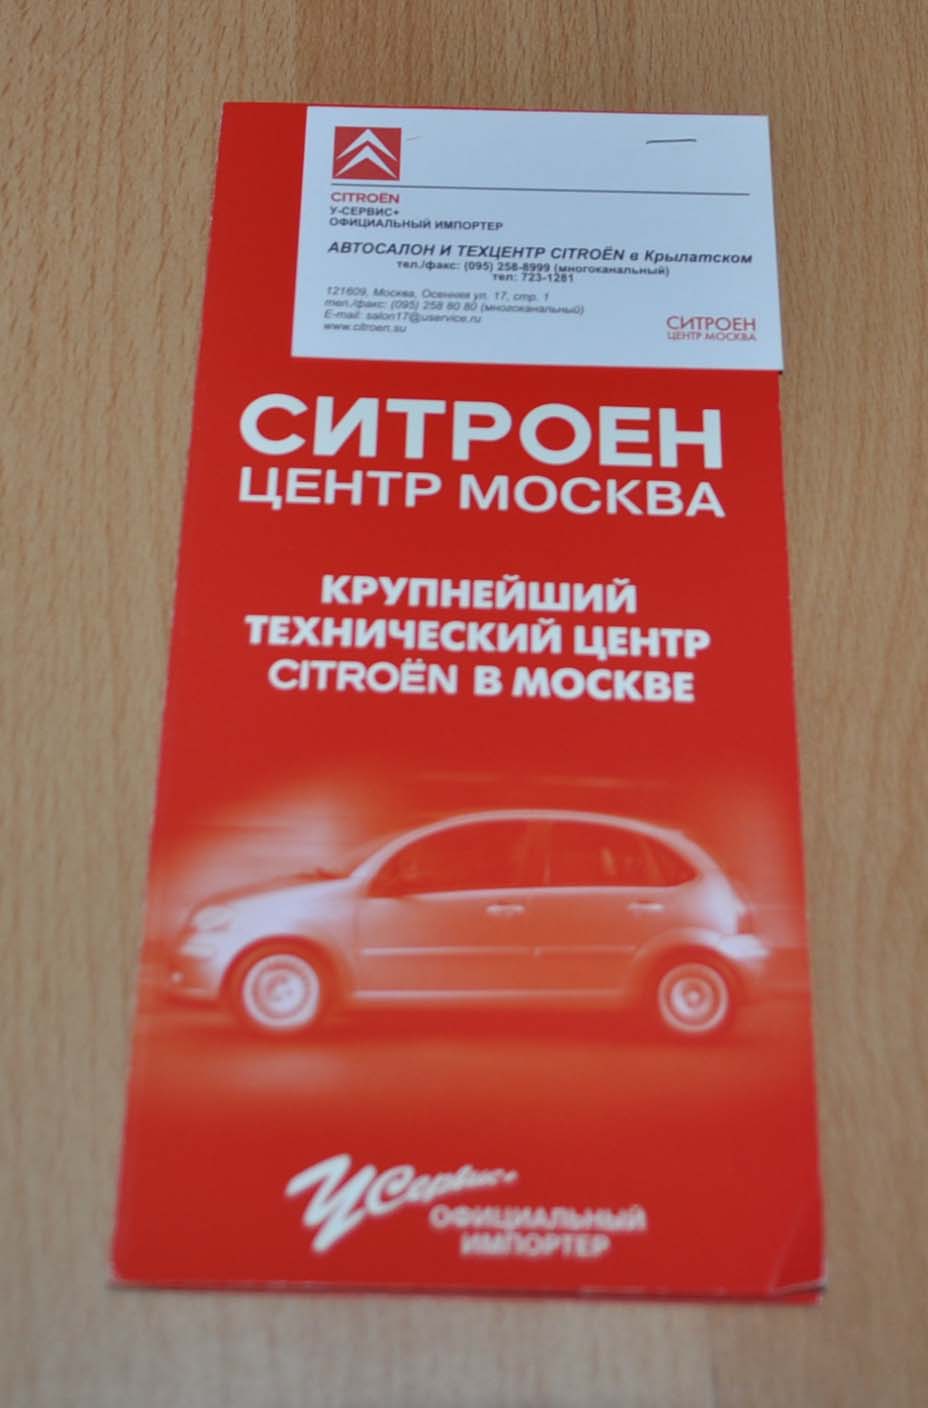 CITROËN
У-СЕРВИС+
ОФИЦИАЛЬНЫЙ ИМПОРТЕР
АВТОСАЛОН И ТЕХЦЕНТР CITROËN в Крылатском
тел./факс: (095) 258-8999 (многоканальный)
тел: 723-1281
121609, Москва, Осенняя ул. 17, стр. 1
тел./факс: (095) 258 80 80 (многоканальный)
E-mail: salon17@uservice.ru
www.citroen.su
СИТРОЕН
ЦЕНТР МОСКВА
СИТРОЕН
ЦЕНТР МОСКВА
КРУПНЕЙШИЙ
ТЕХНИЧЕСКИЙ ЦЕНТР
CITROËN В МОСКВЕ
УСервис+
ОФИЦИАЛЬНЫЙ
ИМПОРТЕР